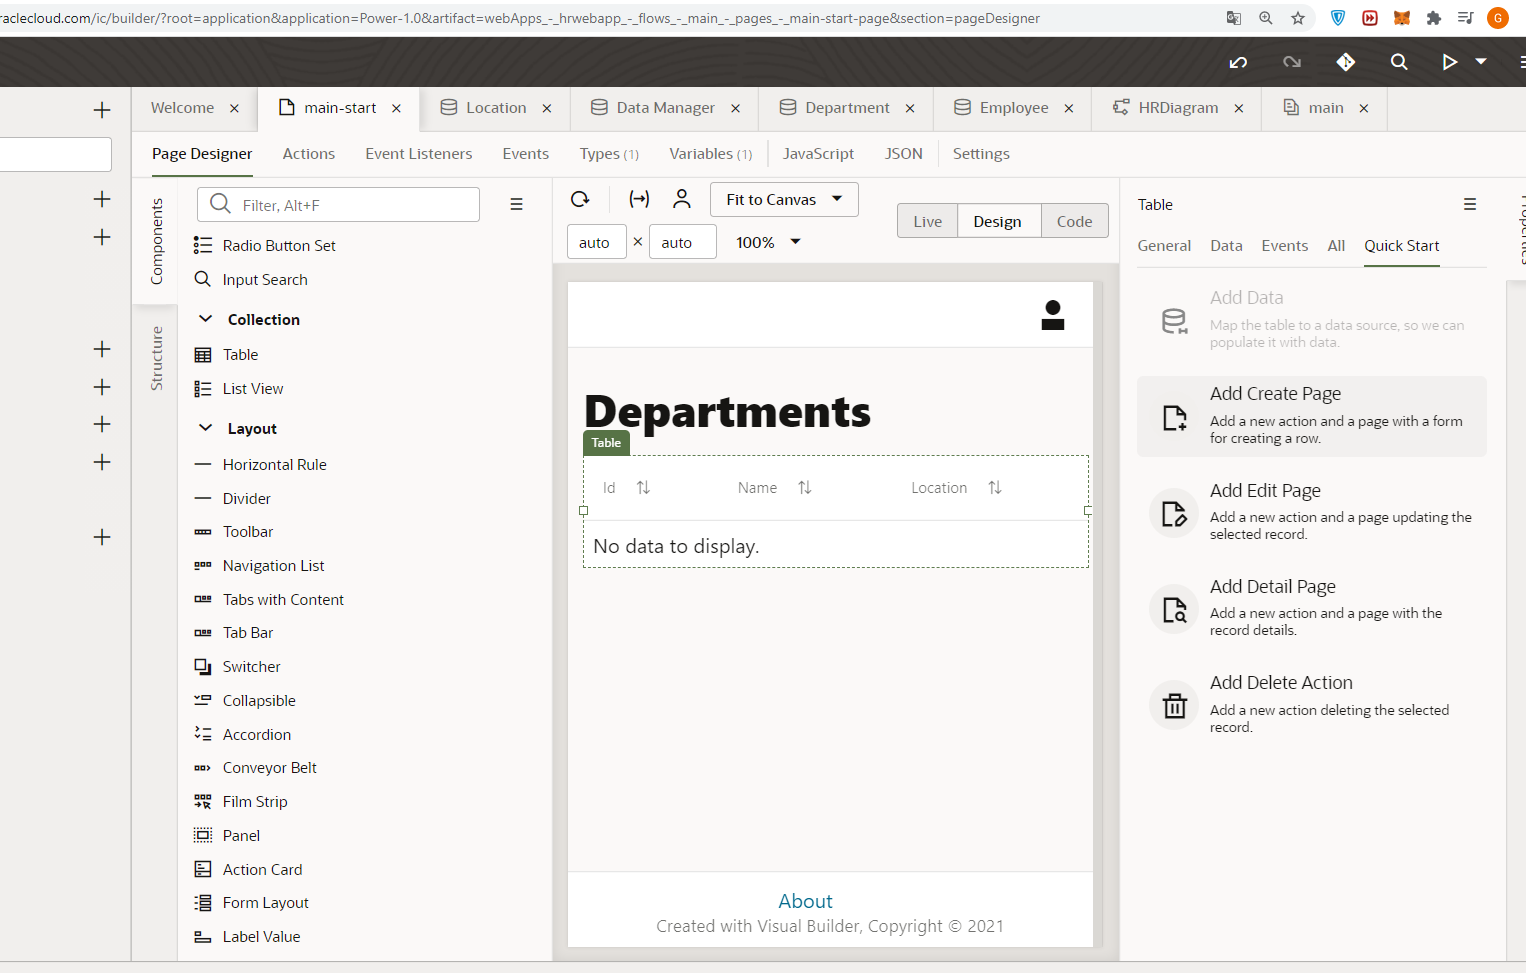 raclecloud.com/ic/builder/?root=application&application=Power-1.0&artifact=webApps_-_hrwebapp_-_flows_-_main_-_pages_-_main-start-page&section=pageDesigner
G
Welcome
main-start
Location
Data Manager
Department
Employee
HRDiagram
main
Page Designer
Actions
Event Listeners
Events
Types (1)
Variables (1)
JavaScript
JSON
Settings
Components
Structure
Filter, Alt+F
Radio Button Set
Input Search
Collection
Table
List View
Layout
Horizontal Rule
Divider
Toolbar
Navigation List
Tabs with Content
Tab Bar
Switcher
Collapsible
Accordion
Conveyor Belt
Film Strip
Panel
Action Card
Form Layout
Label Value
Fit to Canvas
auto × auto
100%
Live
Design
Code
Departments
Table
Id
Name
Location
No data to display.
About
Created with Visual Builder, Copyright © 2021
Table
General
Data
Events
All
Quick Start
Add Data
Map the table to a data source, so we can
populate it with data.
Add Create Page
Add a new action and a page with a form
for creating a row.
Add Edit Page
Add a new action and a page updating the
selected record.
Add Detail Page
Add a new action and a page with the
record details.
Add Delete Action
Add a new action deleting the selected
record.
Properties